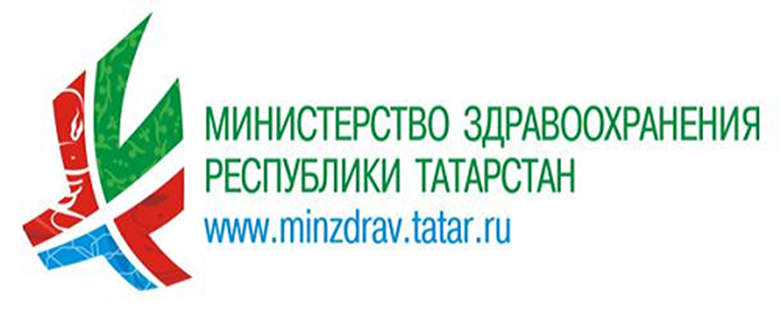 МИНИСТЕРСТВО ЗДРАВООХРАНЕНИЯ
РЕСПУБЛИКИ ТАТАРСТАН
www.minzdrav.tatar.ru